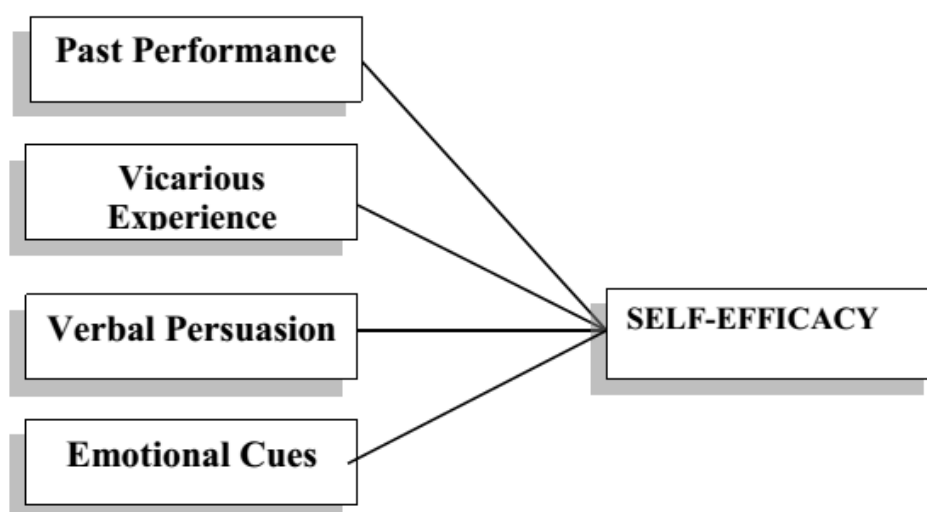 Past Performance
Vicarious
Experience
Verbal Persuasion
SELF-EFFICACY
Emotional Cues